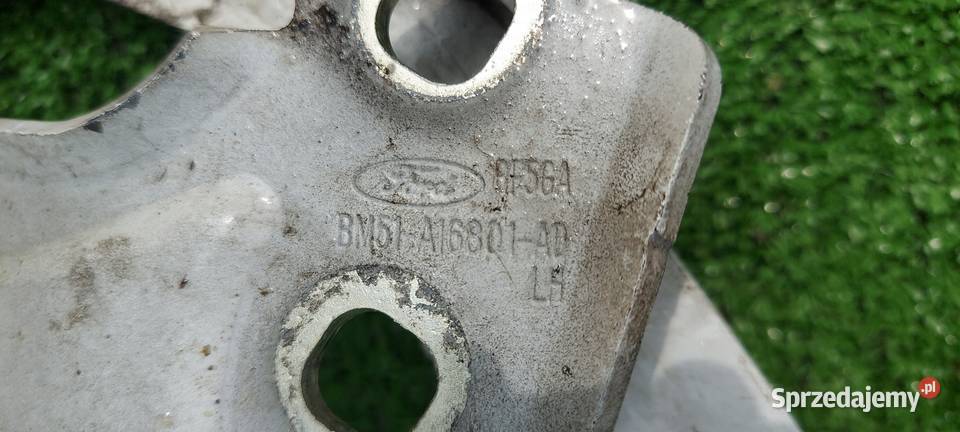 Ford RF56A
BM51-A16801-AD
LH
Sprzedajemy.pl